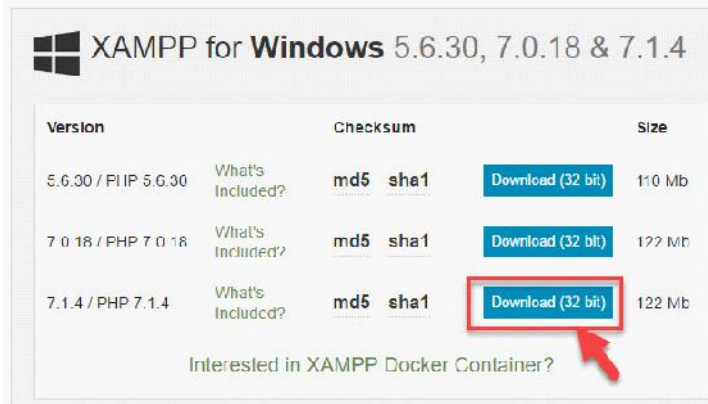 XAMPP for Windows 5.6.30, 7.0.18 & 7.1.4
Version Checksum Size
5.6.30 / PHP 5.6.30 What's Included? md5 sha1 Download (32 bit) 110 Mb
7.0.18 / PHP 7.0.18 What's Included? md5 sha1 Download (32 bit) 122 Mb
7.1.4 / PHP 7.1.4 What's Included? md5 sha1 Download (32 bit) 122 Mb
Interested in XAMPP Docker Container?